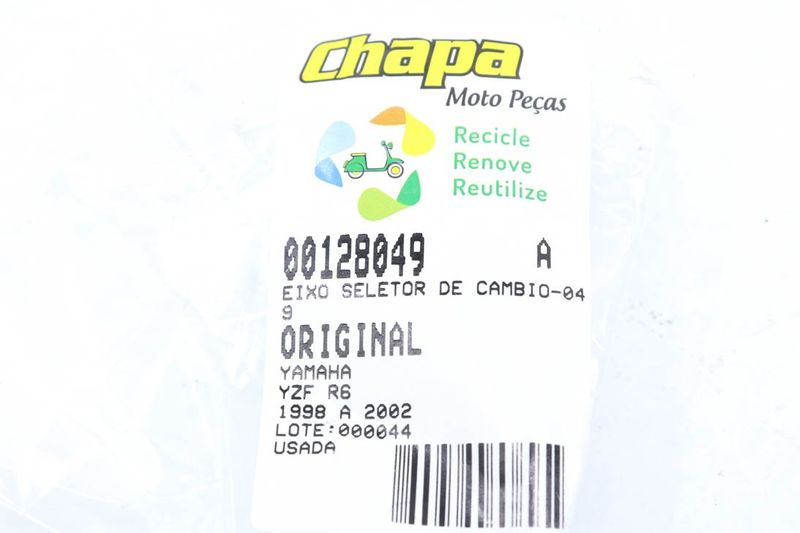 Chapa
Moto Peças
Recicle
Renove
Reutilize
00128049 A
EIXO SELETOR DE CAMBIO-04
9
ORIGINAL
YAMAHA
YZF R6
1998 A 2002
LOTE:000044
USADA